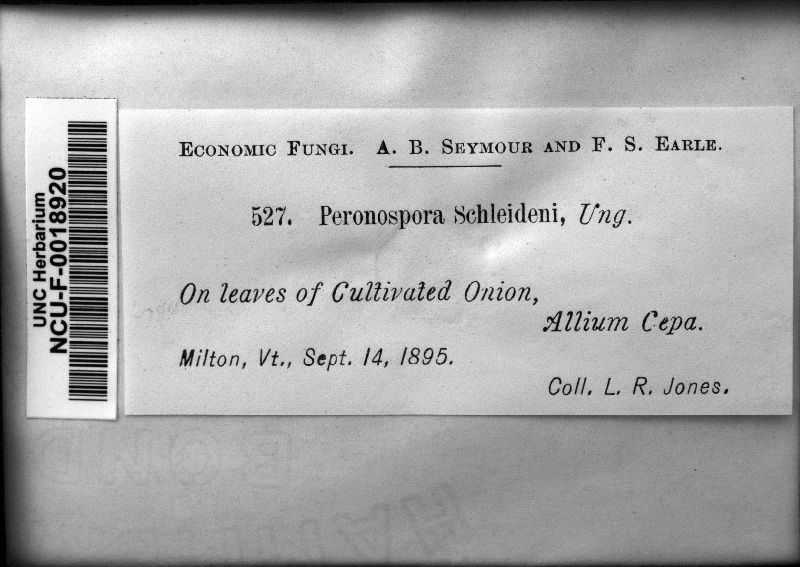 UNC Herbarium
NCU-F-0018920
ECONOMIC FUNGI. A. B. SEYMOUR AND F. S. EARLE.
527. Peronospora Schleideni, Ung.
On leaves of Cultivated Onion,
Allium Cepa.
Milton, Vt., Sept. 14, 1895.
Coll. L. R. Jones.
BOND